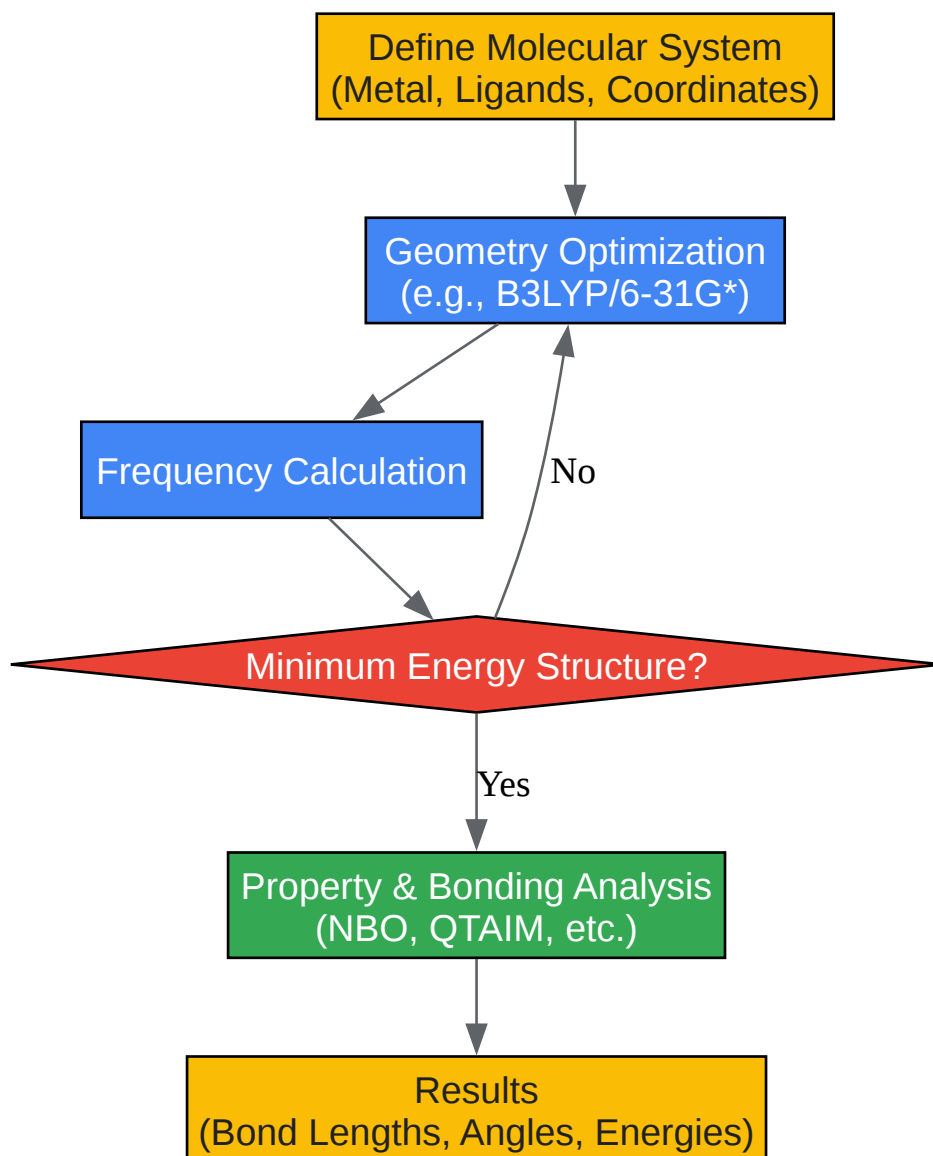 Define Molecular System
(Metal, Ligands, Coordinates)
Geometry Optimization
(e.g., B3LYP/6-31G*)
Frequency Calculation
No
Minimum Energy Structure?
Yes
Property & Bonding Analysis
(NBO, QTAIM, etc.)
Results
(Bond Lengths, Angles, Energies)